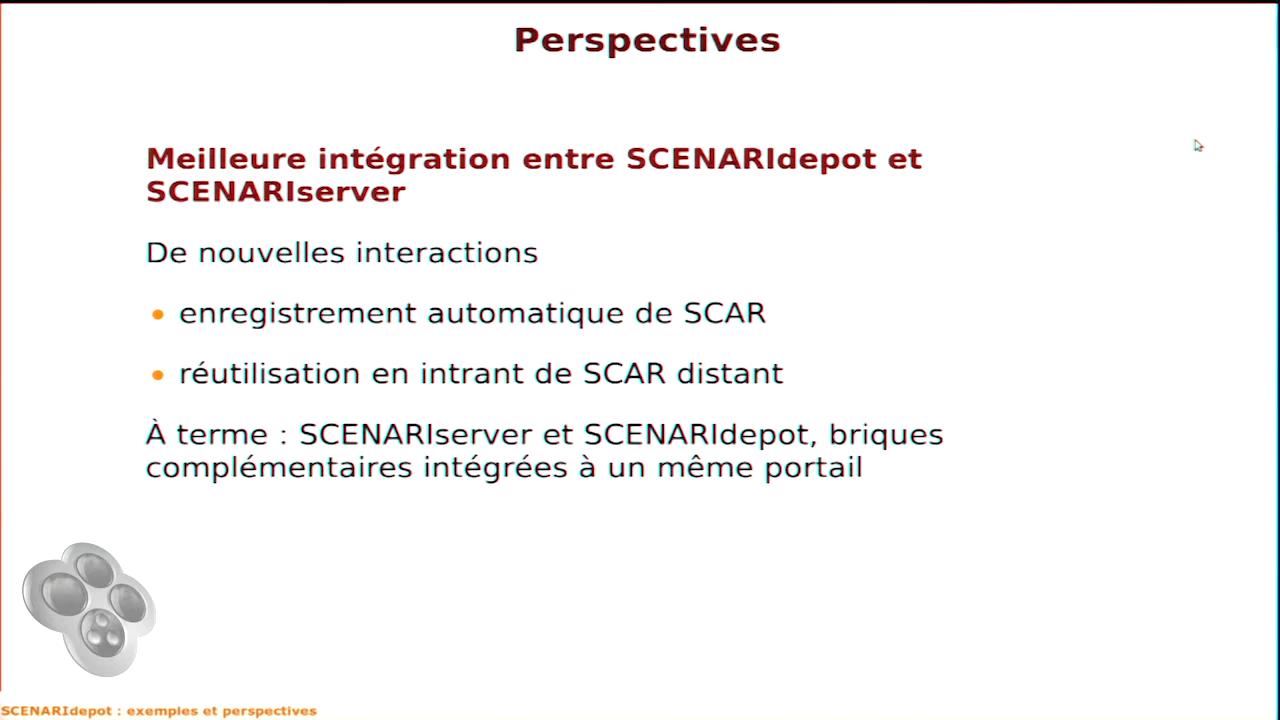 Perspectives
Meilleure intégration entre SCENARIdepot et
SCENARIserver
De nouvelles interactions
• enregistrement automatique de SCAR
• réutilisation en intrant de SCAR distant
À terme : SCENARIserver et SCENARIdepot, briques
complémentaires intégrées à un même portail
SCENARIdepot : exemples et perspectives